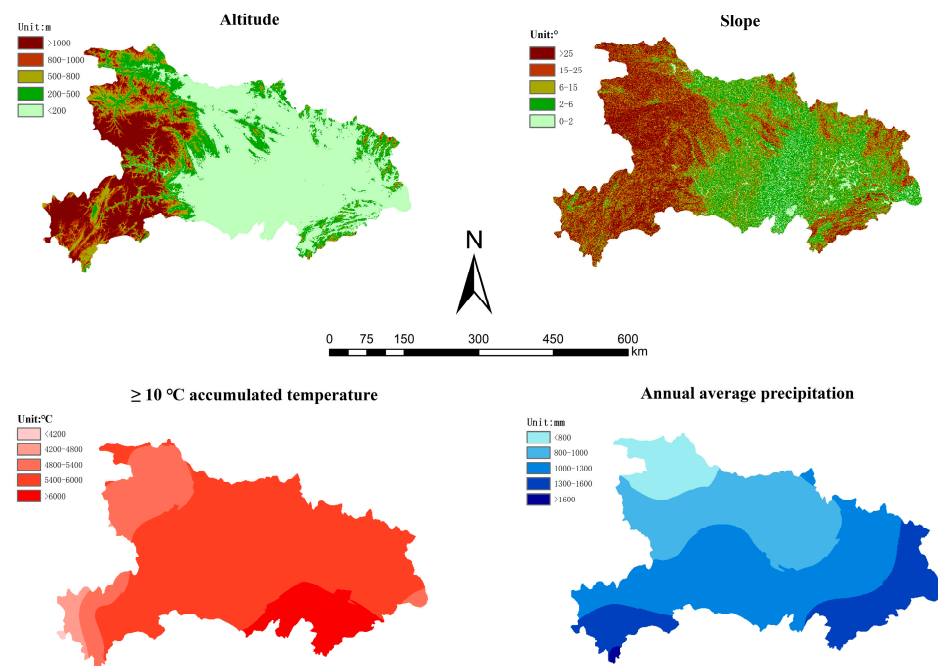 Altitude
Unit:m
>1000
800-1000
500-800
200-500
<200
Slope
Unit:°
>25
15-25
6-15
2-6
0-2
N
0 75 150 300 450 600
km
≥ 10 ℃ accumulated temperature
Unit:℃
<4200
4200-4800
4800-5400
5400-6000
>6000
Annual average precipitation
Unit:mm
<800
800-1000
1000-1300
1300-1600
>1600